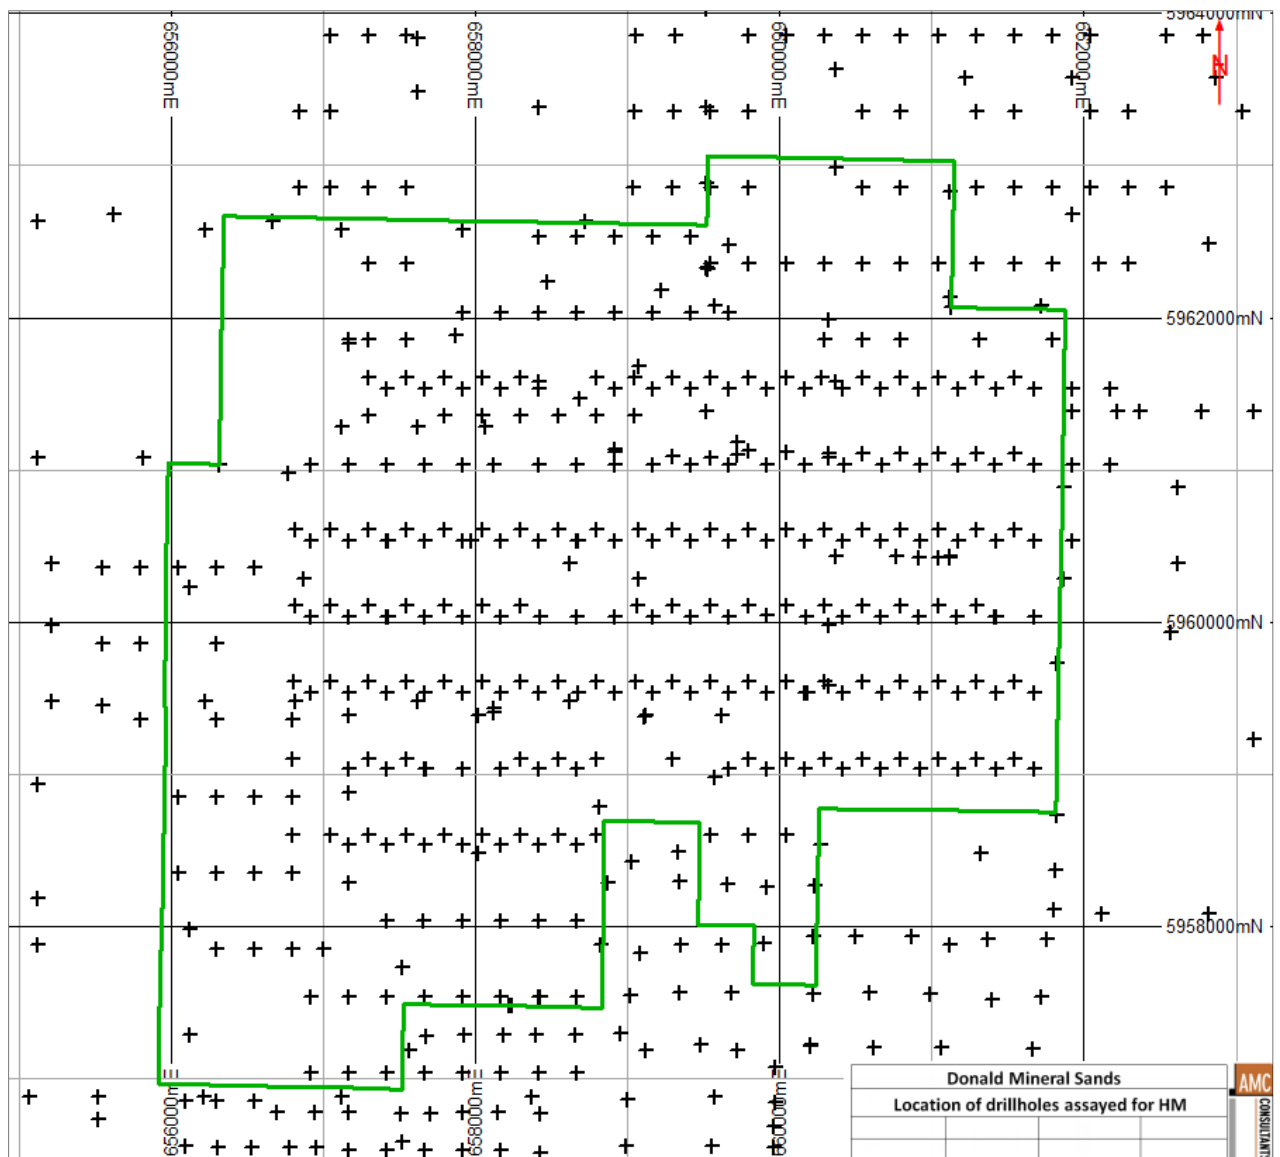 5964000mN
656000mE
658000mE
660000mE
662000mE
N
5962000mN
5960000mN
5958000mN
656000mE
658000mE
660000mE
Donald Mineral Sands
Location of drillholes assayed for HM
AMC
CONSULTANTS